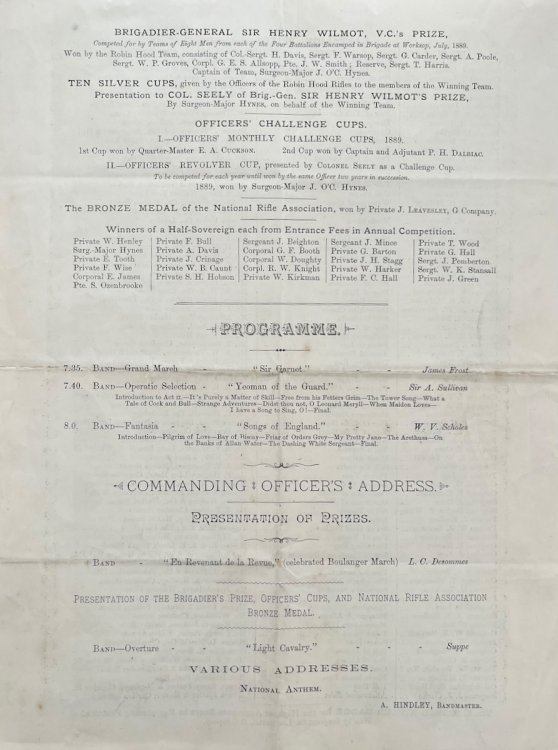 BRIGADIER-GENERAL SIR HENRY WILMOT, V.C.'s PRIZE,
Competed for by Teams of Eight Men from each of the Four Battalions Encamped in Brigade at Worksop, July, 1889.
Won by the Robin Hood Team, consisting of Col.-Sergt. H. Davis, Sergt. F. Warsop, Sergt. G. Carder, Sergt. A. Poole,
Sergt. W. P. Groves, Corpl. G. E. S. Allsopp, Pte. J. W. Smith; Reserve, Sergt. T. Harris.
Captain of Team, Surgeon-Major J. O'C. Hynes.
TEN SILVER CUPS, given by the Officers of the Robin Hood Rifles to the members of the Winning Team.
Presentation to COL. SEELY of Brig.-Gen. SIR HENRY WILMOT'S PRIZE,
By Surgeon-Major HYNES, on behalf of the Winning Team.
OFFICERS' CHALLENGE CUPS.
I.—OFFICERS' MONTHLY CHALLENGE CUPS, 1889.
1st Cup won by Quarter-Master E. A. CUCKSON. 2nd Cup won by Captain and Adjutant P. H. DALBIAC.
II.—OFFICERS' REVOLVER CUP, presented by COLONEL SEELY as a Challenge Cup.
To be competed for each year until won by the same Officer two years in succession.
1889, won by Surgeon-Major J. O'C. HYNES.
The BRONZE MEDAL of the National Rifle Association, won by Private J. LEAVESLEY, G Company.
Winners of a Half-Sovereign each from Entrance Fees in Annual Competition.
Private W. Henley Private F. Bull Sergeant J. Beighton Sergeant J. Mince Private T. Wood
Surg.-Major Hynes Private A. Davis Corporal G. F. Booth Private G. Barton Private G. Hall
Private E. Tooth Private J. Crinage Corporal W. Doughty Private J. H. Stagg Sergt. J. Pemberton
Private F. Wise Private W. B. Caunt Corpl. R. W. Knight Private W. Harker Sergt. W. K. Stansall
Corporal E. James Private S. H. Hobson Private W. Kirkman Private F. C. Hall Private J. Green
Pte. S. Ozenbrooke
PROGRAMME.
7.35. BAND—Grand March - "Sir Garnet" - - James Frost
7.40. BAND—Operatic Selection - "Yeoman of the Guard." - - Sir A. Sullivan
Introduction to Act II.—It's Purely a Matter of Skill—Free from his Fetters Grim—The Tower Song—What a
Tale of Cock and Bull—Strange Adventures—Didst thou not, O Leonard Meryll—When Maiden Loves—
I have a Song to Sing, O!—Final.
8.0. BAND—Fantasia - - "Songs of England." - - W. V. Scholes
Introduction—Pilgrim of Love—Bay of Biscay—Friar of Orders Grey—My Pretty Jane—The Arethusa—On
the Banks of Allan Water—The Dashing White Sergeant—Final.
COMMANDING OFFICER'S ADDRESS.
PRESENTATION OF PRIZES.
BAND - "En Revenant de la Revue," (celebrated Boulanger March) L. C. Desommes
PRESENTATION OF THE BRIGADIER'S PRIZE, OFFICERS' CUPS, AND NATIONAL RIFLE ASSOCIATION
BRONZE MEDAL.
BAND—Overture - - "Light Cavalry." - - - Suppe
VARIOUS ADDRESSES.
NATIONAL ANTHEM.
A. HINDLEY, BANDMASTER.